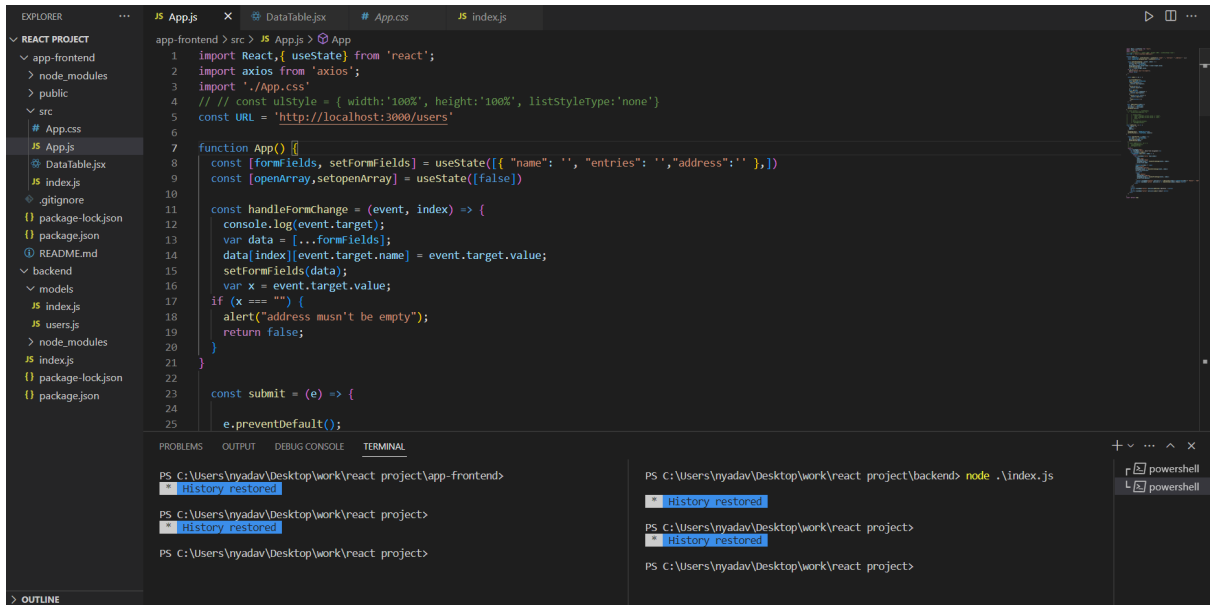 EXPLORER ···
JS App.js X DataTable.jsx # App.css JS index.js ···
REACT PROJECT
app-frontend
node_modules
public
src
# App.css
JS App.js
DataTable.jsx
JS index.js
.gitignore
{} package-lock.json
{} package.json
README.md
backend
models
JS index.js
JS users.js
node_modules
JS index.js
{} package-lock.json
{} package.json
OUTLINE
app-frontend > src > JS App.js > App
1 import React,{ useState} from 'react';
2 import axios from 'axios';
3 import './App.css'
4 // // const ulStyle = { width:'100%', height:'100%', listStyleType:'none'}
5 const URL = 'http://localhost:3000/users'
6
7 function App() {
8 const [formFields, setFormFields] = useState([{ "name": '', "entries": '',"address":'' },])
9 const [openArray,setopenArray] = useState([false])
10
11 const handleFormChange = (event, index) => {
12 console.log(event.target);
13 var data = [...formFields];
14 data[index][event.target.name] = event.target.value;
15 setFormFields(data);
16 var x = event.target.value;
17 if (x === "") {
18 alert("address musn't be empty");
19 return false;
20 }
21 }
22
23 const submit = (e) => {
24
25 e.preventDefault();
PROBLEMS OUTPUT DEBUG CONSOLE TERMINAL
PS C:\Users\nyadav\Desktop\work\react project\app-frontend>
* History restored
PS C:\Users\nyadav\Desktop\work\react project>
* History restored
PS C:\Users\nyadav\Desktop\work\react project>
PS C:\Users\nyadav\Desktop\work\react project\backend> node .\index.js
* History restored
PS C:\Users\nyadav\Desktop\work\react project>
* History restored
PS C:\Users\nyadav\Desktop\work\react project>
powershell
powershell